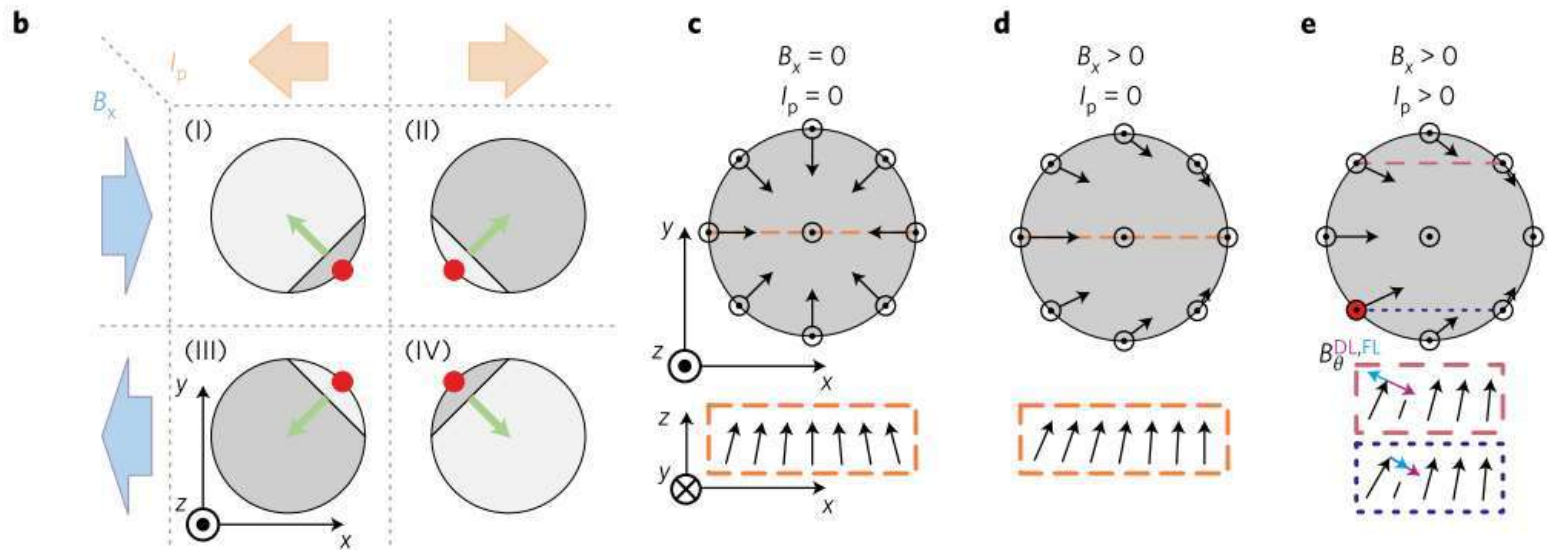 b
I_p
B_x
(I)
(II)
(III)
(IV)
y
z
x
c
B_x = 0
I_p = 0
y
z
x
z
y
x
d
B_x > 0
I_p = 0
e
B_x > 0
I_p > 0
B_θ^{DL,FL}